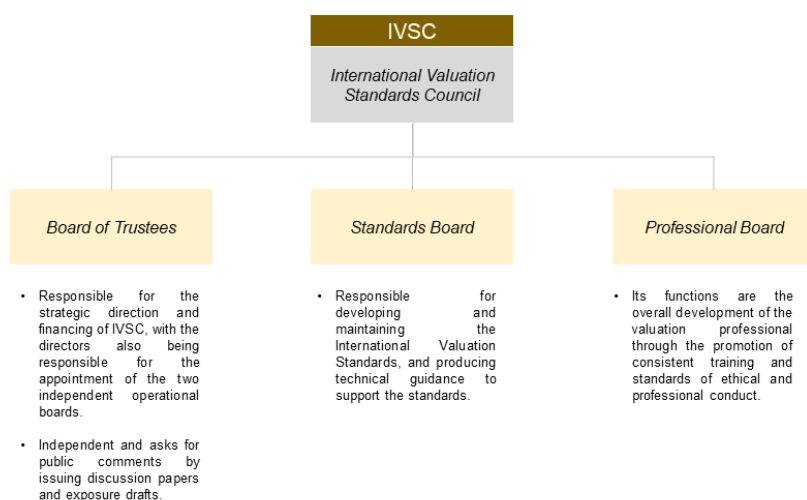 IVSC
International Valuation
Standards Council
Board of Trustees
Standards Board
Professional Board
• Responsible for the
strategic direction and
financing of IVSC, with the
directors also being
responsible for the
appointment of the two
independent operational
boards.
• Independent and asks for
public comments by
issuing discussion papers
and exposure drafts.
• Responsible for
developing and
maintaining the
International Valuation
Standards, and producing
technical guidance to
support the standards.
• Its functions are the
overall development of the
valuation professional
through the promotion of
consistent training and
standards of ethical and
professional conduct.